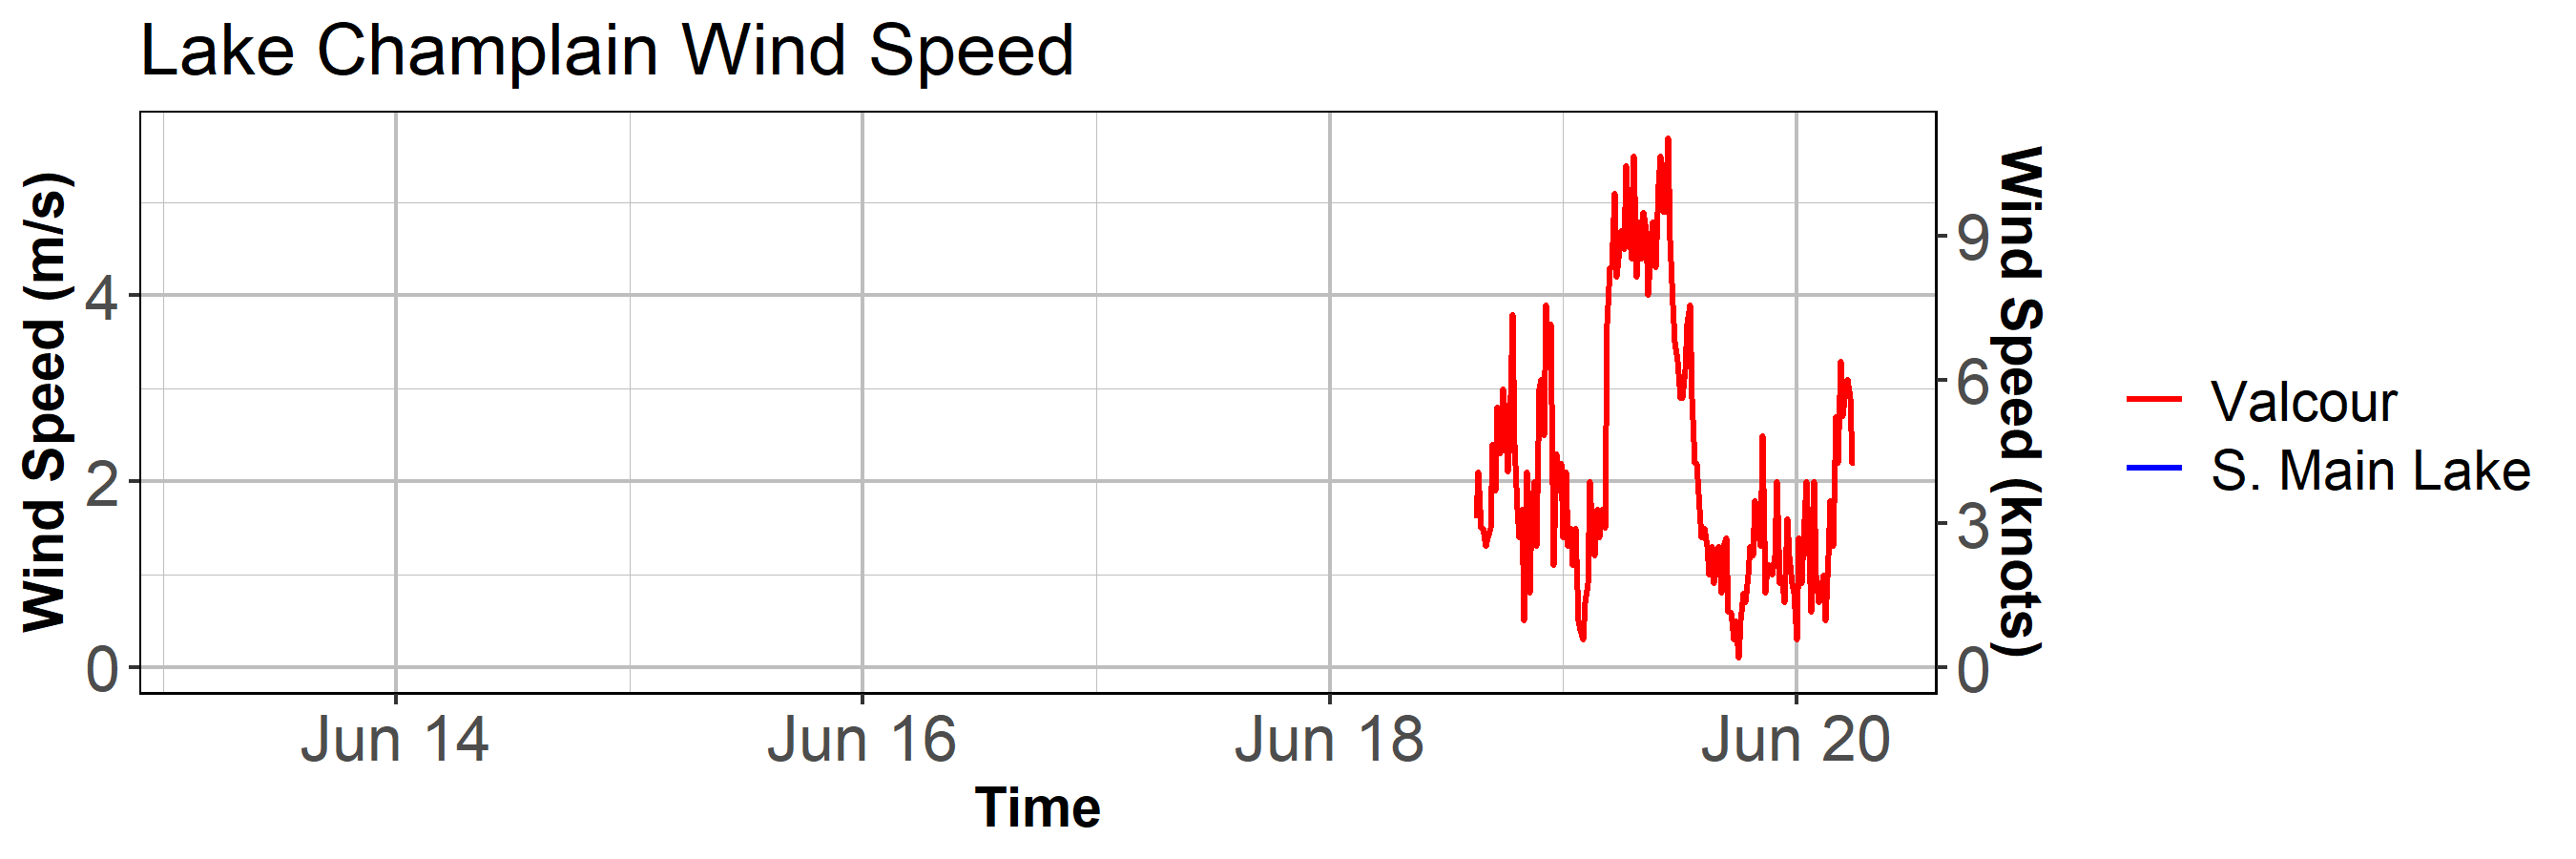 Lake Champlain Wind Speed
Wind Speed (m/s)
4
2
0
9
6
3
0
Wind Speed (knots)
Jun 14
Jun 16
Jun 18
Jun 20
Time
Valcour
S. Main Lake